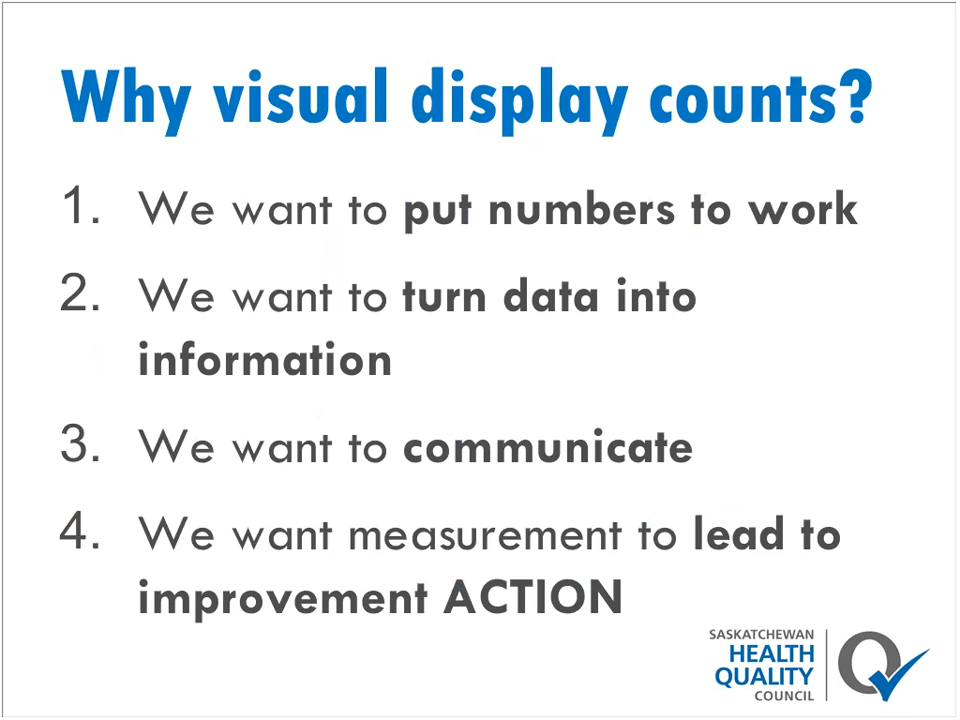 Why visual display counts?
1. We want to put numbers to work
2. We want to turn data into
information
3. We want to communicate
4. We want measurement to lead to
improvement ACTION
SASKATCHEWAN
HEALTH
QUALITY
COUNCIL
Q